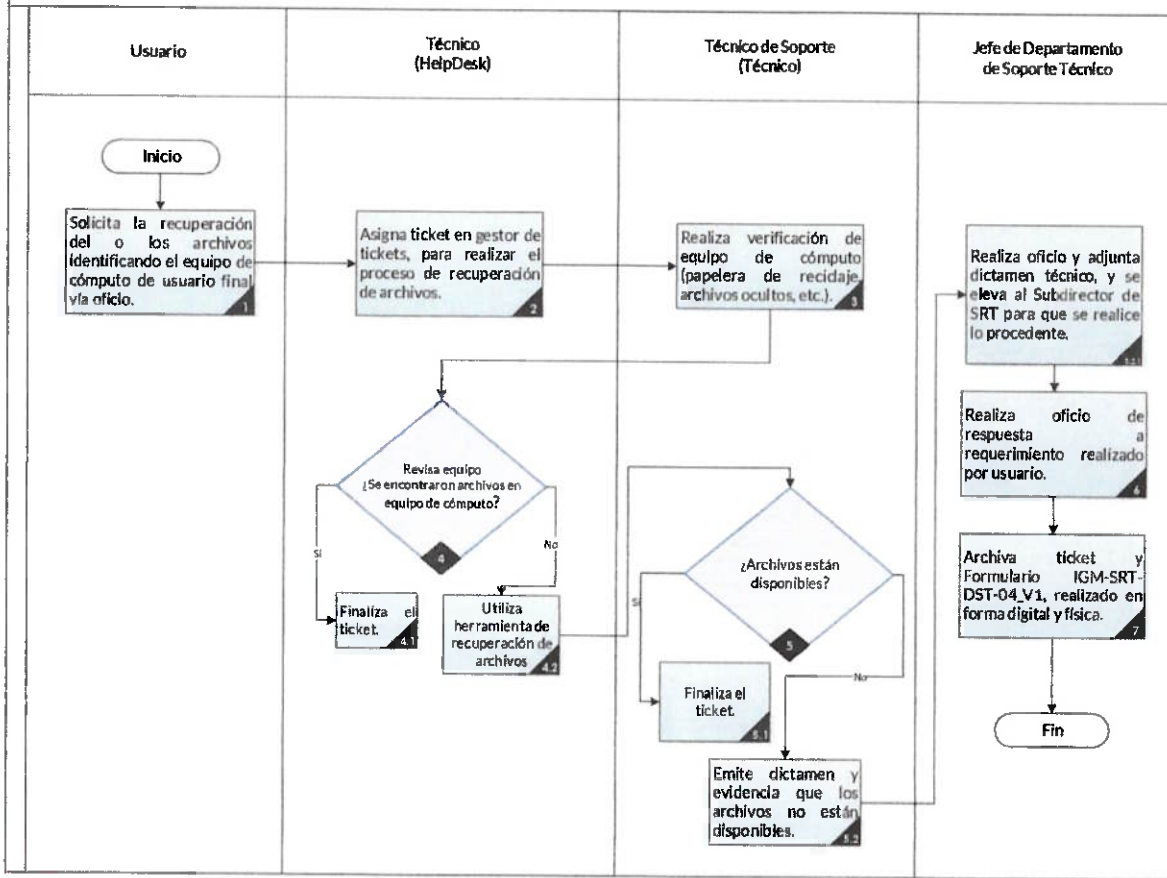 Usuario
Técnico
(HelpDesk)
Técnico de Soporte
(Técnico)
Jefe de Departamento
de Soporte Técnico
Inicio
Solicita la recuperación
del o los archivos
identificando el equipo de
cómputo de usuario final
vía oficio.
1
Asigna ticket en gestor de
tickets, para realizar el
proceso de recuperación
de archivos.
2
Realiza verificación de
equipo de cómputo
(papelera de reciclaje,
archivos ocultos, etc.).
3
Revisa equipo
¿Se encontraron archivos en
equipo de cómputo?
4
Si
No
Finaliza el
ticket.
4.1
Utiliza
herramienta de
recuperación de
archivos
4.2
¿Archivos están
disponibles?
5
Si
No
Finaliza el
ticket.
5.1
Emite dictamen y
evidencia que los
archivos no están
disponibles.
5.2
Realiza oficio y adjunta
dictamen técnico, y se
eleva al Subdirector de
SRT para que se realice
lo procedente.
Realiza oficio de
respuesta a
requerimiento realizado
por usuario.
6
Archiva ticket y
Formulario IGM-SRT-
DST-04_V1, realizado en
forma digital y física.
7
Fin